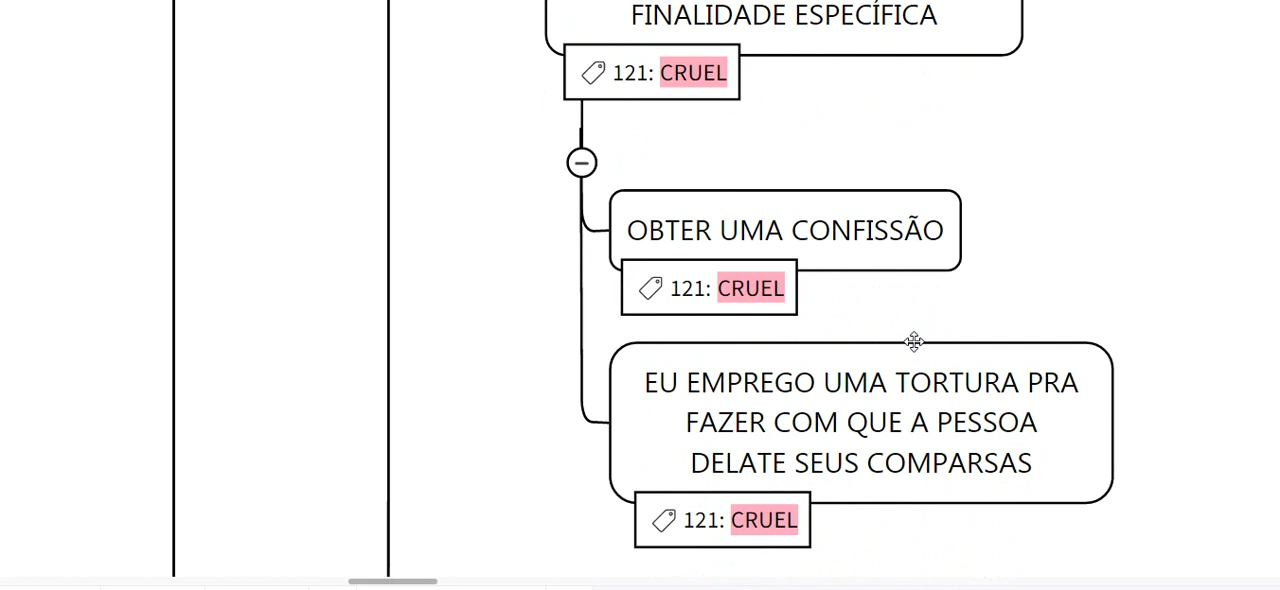 FINALIDADE ESPECÍFICA
121: CRUEL
OBTER UMA CONFISSÃO
121: CRUEL
EU EMPREGO UMA TORTURA PRA
FAZER COM QUE A PESSOA
DELATE SEUS COMPARSAS
121: CRUEL